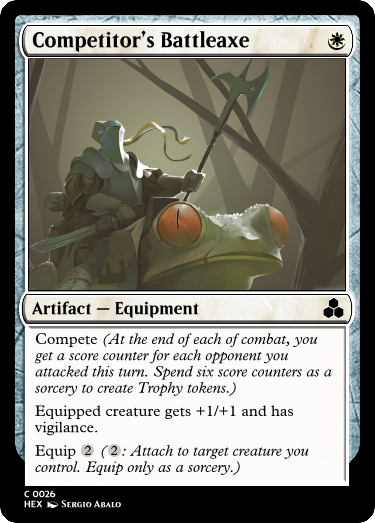 Competitor's Battleaxe
Artifact — Equipment
Compete (At the end of each of combat, you
get a score counter for each opponent you
attacked this turn. Spend six score counters as a
sorcery to create Trophy tokens.)
Equipped creature gets +1/+1 and has
vigilance.
Equip 2 (2: Attach to target creature you
control. Equip only as a sorcery.)
C 0026
HEX Sergio Abalo